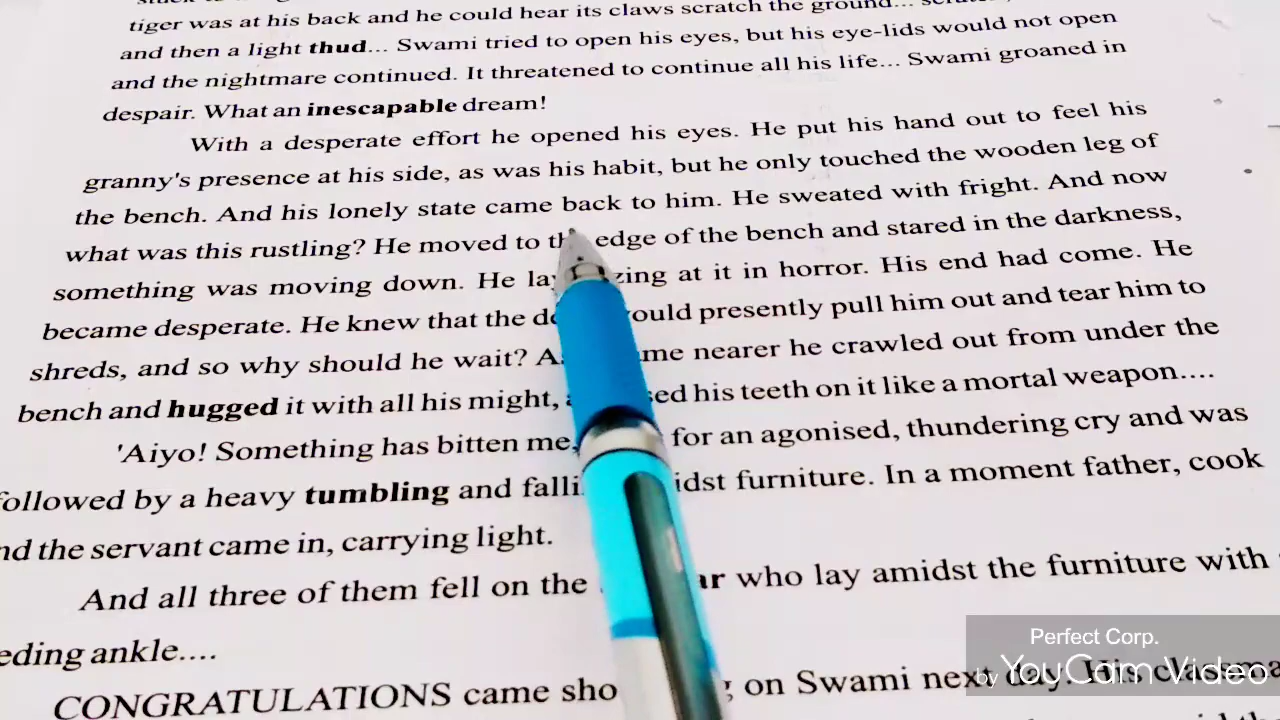 tiger was at his back and he could hear its claws scratch the ground...
and then a light thud... Swami tried to open his eyes, but his eye-lids would not open
and the nightmare continued. It threatened to continue all his life... Swami groaned in
despair. What an inescapable dream!
With a desperate effort he opened his eyes. He put his hand out to feel his
granny's presence at his side, as was his habit, but he only touched the wooden leg of
the bench. And his lonely state came back to him. He sweated with fright. And now
what was this rustling? He moved to the edge of the bench and stared in the darkness,
something was moving down. He lay gazing at it in horror. His end had come. He
became desperate. He knew that the would presently pull him out and tear him to
shreds, and so why should he wait? nearer he crawled out from under the
bench and hugged it with all his might, his teeth on it like a mortal weapon....
'Aiyo! Something has bitten me, for an agonised, thundering cry and was
followed by a heavy tumbling and falling amidst furniture. In a moment father, cook
and the servant came in, carrying light.
And all three of them fell on the who lay amidst the furniture with
ankle....
CONGRATULATIONS came on Swami next day. His
Perfect Corp.
by YouCam Video